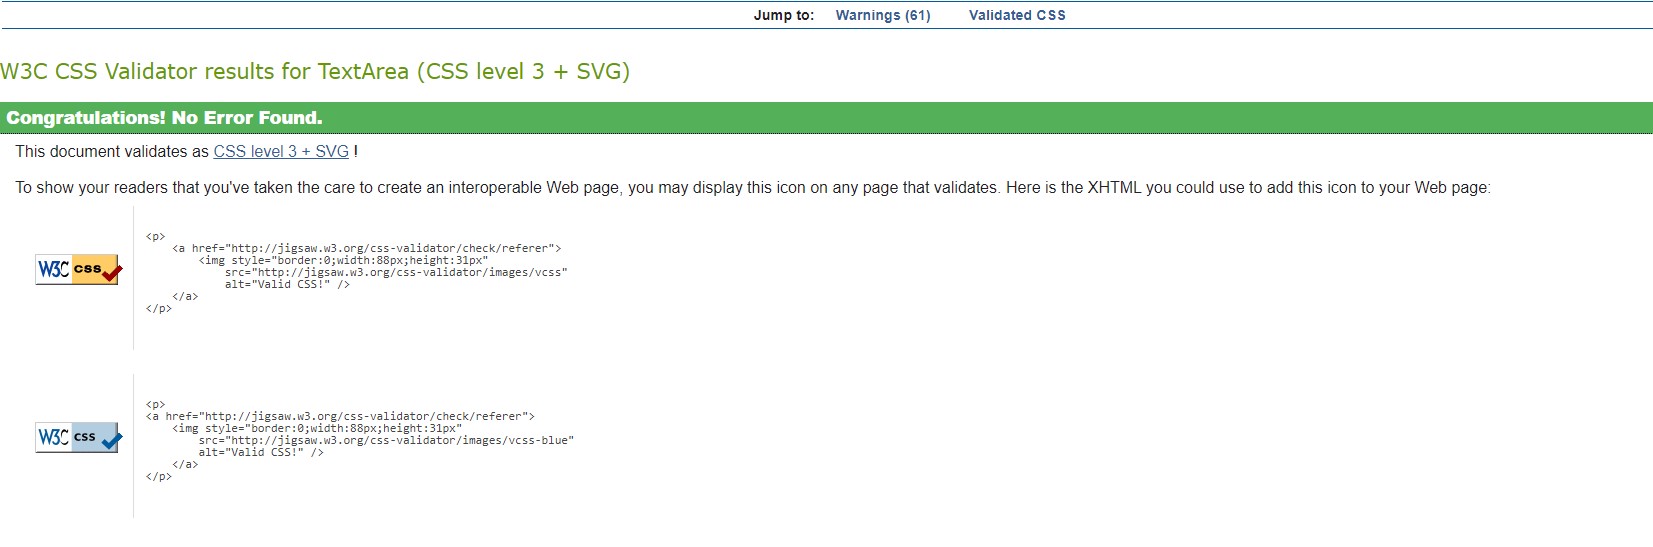 Jump to: Warnings (61) Validated CSS
W3C CSS Validator results for TextArea (CSS level 3 + SVG)
Congratulations! No Error Found.
This document validates as CSS level 3 + SVG !
To show your readers that you've taken the care to create an interoperable Web page, you may display this icon on any page that validates. Here is the XHTML you could use to add this icon to your Web page:
W3C css
<p>
<a href="http://jigsaw.w3.org/css-validator/check/referer">
<img style="border:0;width:88px;height:31px"
src="http://jigsaw.w3.org/css-validator/images/vcss"
alt="Valid CSS!" />
</a>
</p>
W3C css
<p>
<a href="http://jigsaw.w3.org/css-validator/check/referer">
<img style="border:0;width:88px;height:31px"
src="http://jigsaw.w3.org/css-validator/images/vcss-blue"
alt="Valid CSS!" />
</a>
</p>